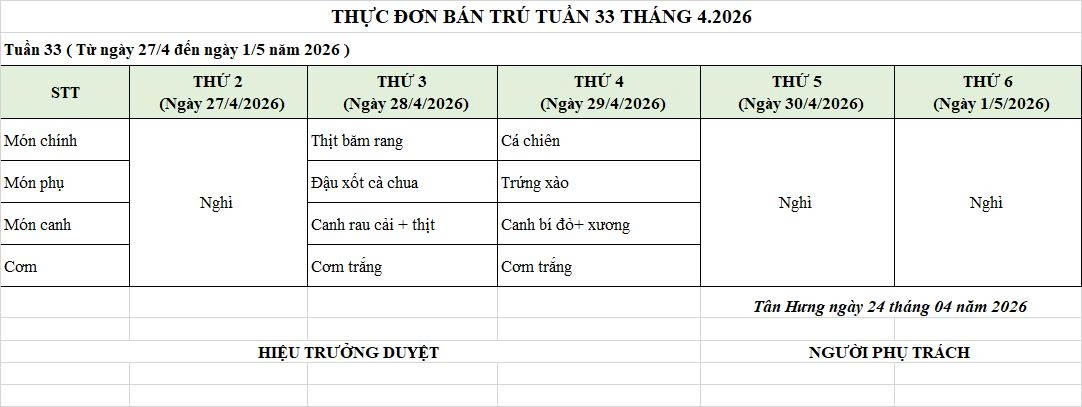 THỰC ĐƠN BÁN TRÚ TUẦN 33 THÁNG 4.2026
Tuần 33 ( Từ ngày 27/4 đến ngày 1/5 năm 2026 )
STT THỨ 2 (Ngày 27/4/2026) THỨ 3 (Ngày 28/4/2026) THỨ 4 (Ngày 29/4/2026) THỨ 5 (Ngày 30/4/2026) THỨ 6 (Ngày 1/5/2026)
Món chính Thịt băm rang Cá chiên
Món phụ Đậu xốt cà chua Trứng xào
Nghỉ Nghỉ Nghỉ
Món canh Canh rau cải + thịt Canh bí đỏ+ xương
Cơm Cơm trắng Cơm trắng
Tân Hưng ngày 24 tháng 04 năm 2026
HIỆU TRƯỞNG DUYỆT NGƯỜI PHỤ TRÁCH